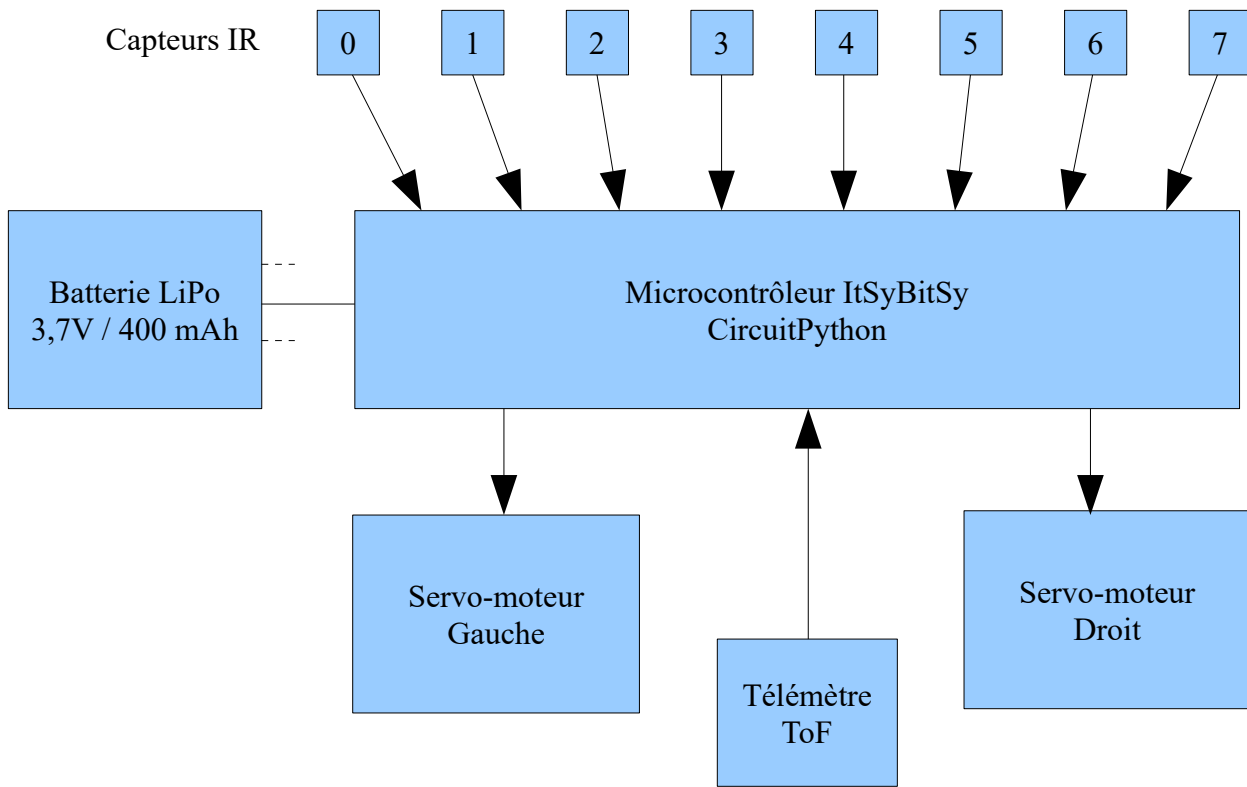 Capteurs IR 0 1 2 3 4 5 6 7
Batterie LiPo
3,7V / 400 mAh
Microcontrôleur ItSyBitSy
CircuitPython
Servo-moteur
Gauche
Télémètre
ToF
Servo-moteur
Droit